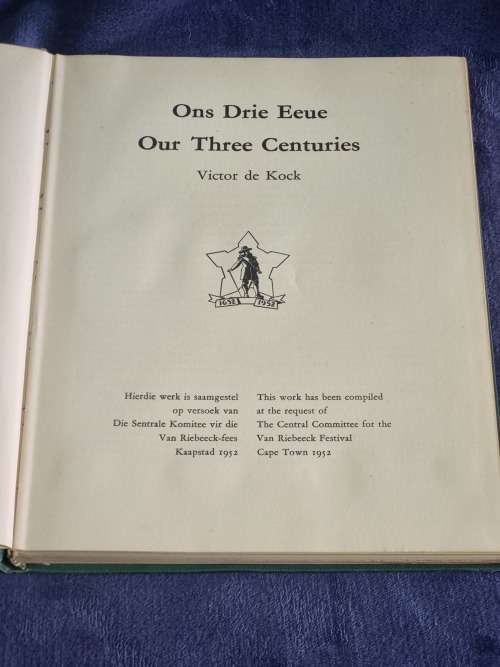 Ons Drie Eeue
Our Three Centuries
Victor de Kock
1652 1952
Hierdie werk is saamgestel
op versoek van
Die Sentrale Komitee vir die
Van Riebeeck-fees
Kaapstad 1952
This work has been compiled
at the request of
The Central Committee for the
Van Riebeeck Festival
Cape Town 1952